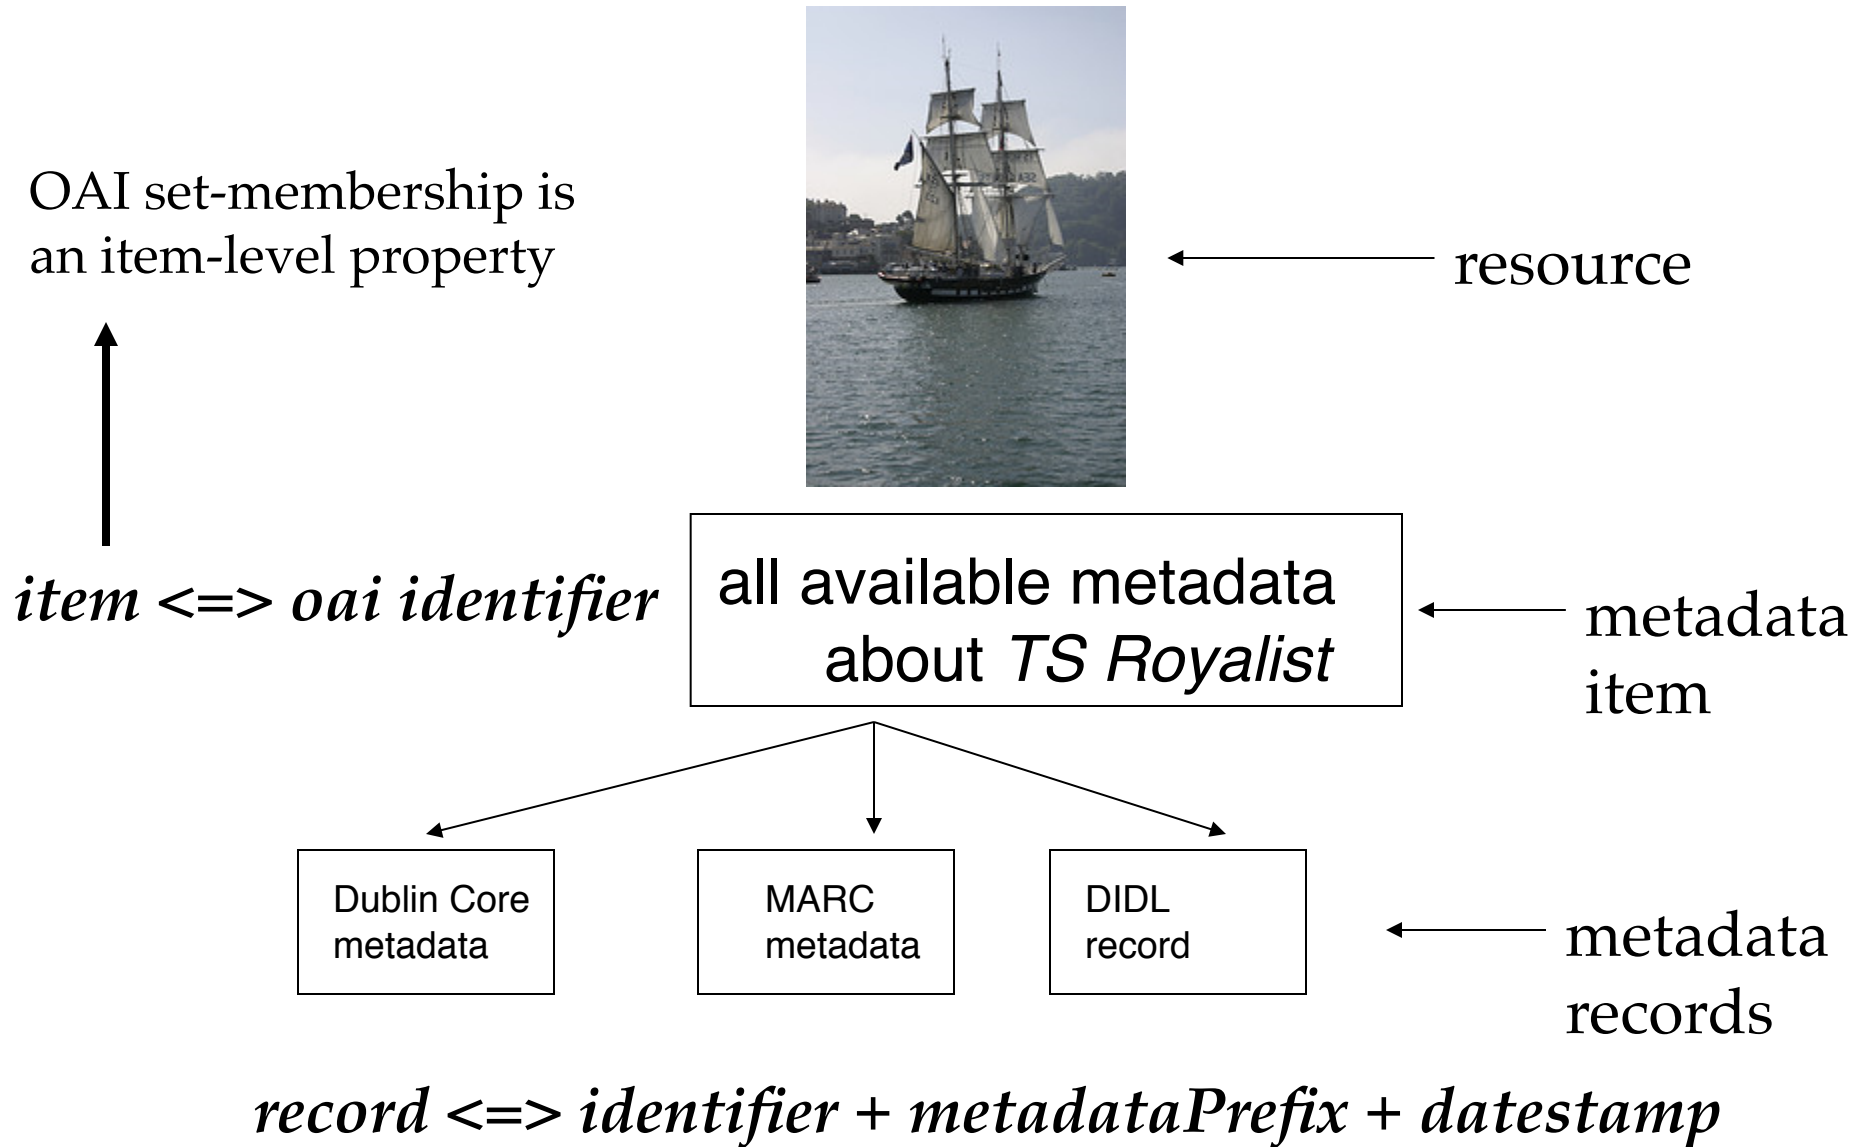 OAI set-membership is
an item-level property
resource
item <=> oai identifier
all available metadata
about TS Royalist
metadata
item
Dublin Core
metadata
MARC
metadata
DIDL
record
metadata
records
record <=> identifier + metadataPrefix + datestamp